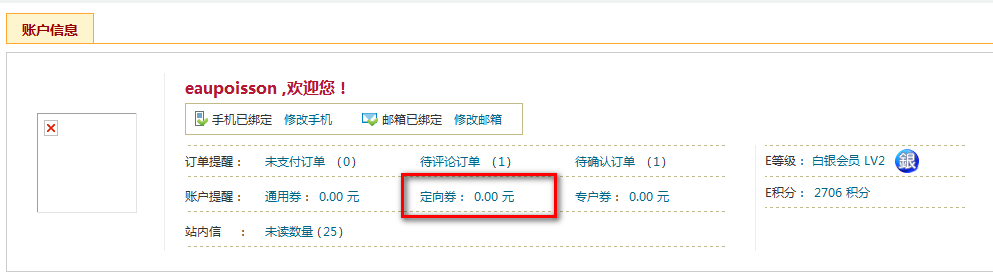 账户信息
eaupoisson ,欢迎您！
手机已绑定 修改手机 邮箱已绑定 修改邮箱
订单提醒： 未支付订单 (0) 待评论订单 (1) 待确认订单 (1)
账户提醒： 通用券： 0.00 元 定向券： 0.00 元 专户券： 0.00 元
站内信 ： 未读数量(25)
E等级： 白银会员 LV2 銀
E积分： 2706 积分